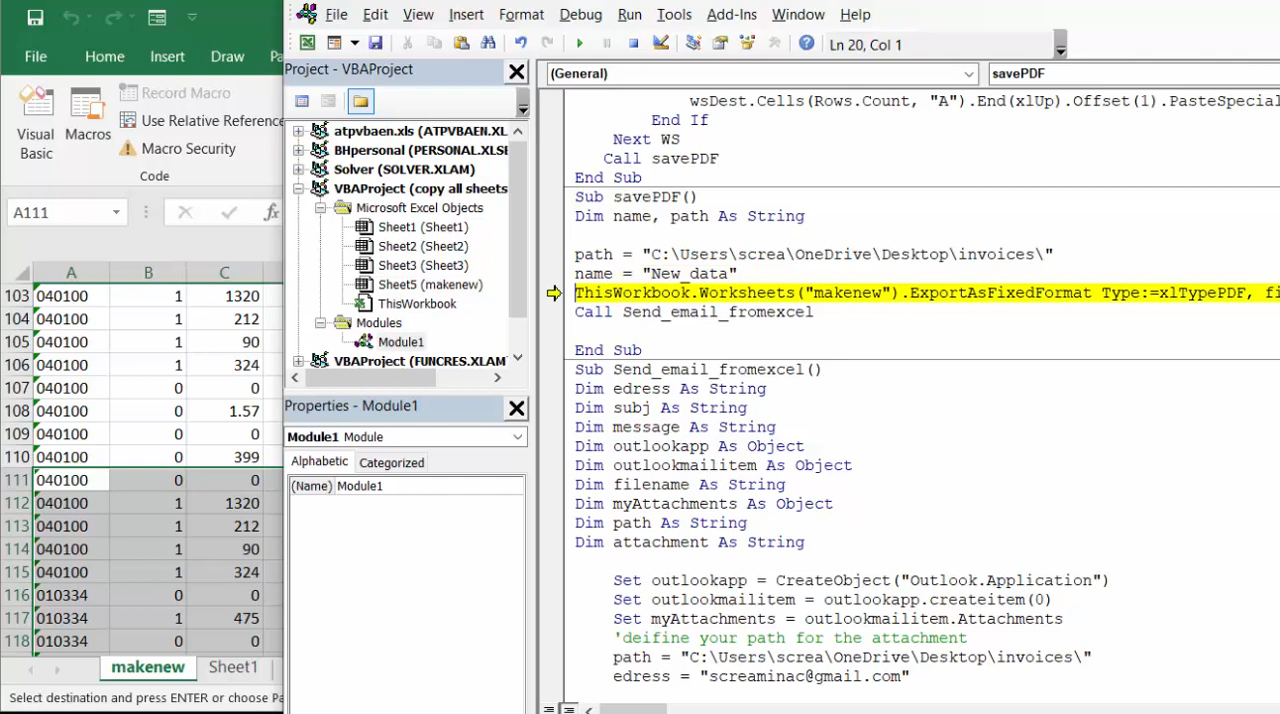 File Edit View Insert Format Debug Run Tools Add-Ins Window Help
Ln 20, Col 1
File Home Insert Draw Pa
Record Macro
Use Relative Reference
Macro Security
Visual Basic
Macros
Code
A111
fx
A B C
103 040100 1 1320
104 040100 1 212
105 040100 1 90
106 040100 1 324
107 040100 0 0
108 040100 0 1.57
109 040100 0 0
110 040100 0 399
111 040100 0 0
112 040100 1 1320
113 040100 1 212
114 040100 1 90
115 040100 1 324
116 010334 0 0
117 010334 1 475
118 010334 0 0
makenew Sheet1
Select destination and press ENTER or choose Pa
Project - VBAProject
atpvbaen.xls (ATPVBAEN.XL
BHpersonal (PERSONAL.XLSE
Solver (SOLVER.XLAM)
VBAProject (copy all sheets
Microsoft Excel Objects
Sheet1 (Sheet1)
Sheet2 (Sheet2)
Sheet3 (Sheet3)
Sheet5 (makenew)
ThisWorkbook
Modules
Module1
VBAProject (FUNCRES.XLAM
Properties - Module1
Module1 Module
Alphabetic Categorized
(Name) Module1
(General) savePDF
wsDest.Cells(Rows.Count, "A").End(xlUp).Offset(1).PasteSpecial
End If
Next WS
Call savePDF
End Sub
Sub savePDF()
Dim name, path As String
path = "C:\Users\screa\OneDrive\Desktop\invoices\"
name = "New_data"
ThisWorkbook.Worksheets("makenew").ExportAsFixedFormat Type:=xlTypePDF, fi
Call Send_email_fromexcel
End Sub
Sub Send_email_fromexcel()
Dim edress As String
Dim subj As String
Dim message As String
Dim outlookapp As Object
Dim outlookmailitem As Object
Dim filename As String
Dim myAttachments As Object
Dim path As String
Dim attachment As String
Set outlookapp = CreateObject("Outlook.Application")
Set outlookmailitem = outlookapp.createitem(0)
Set myAttachments = outlookmailitem.Attachments
'deifine your path for the attachment
path = "C:\Users\screa\OneDrive\Desktop\invoices\"
edress = "screaminac@gmail.com"